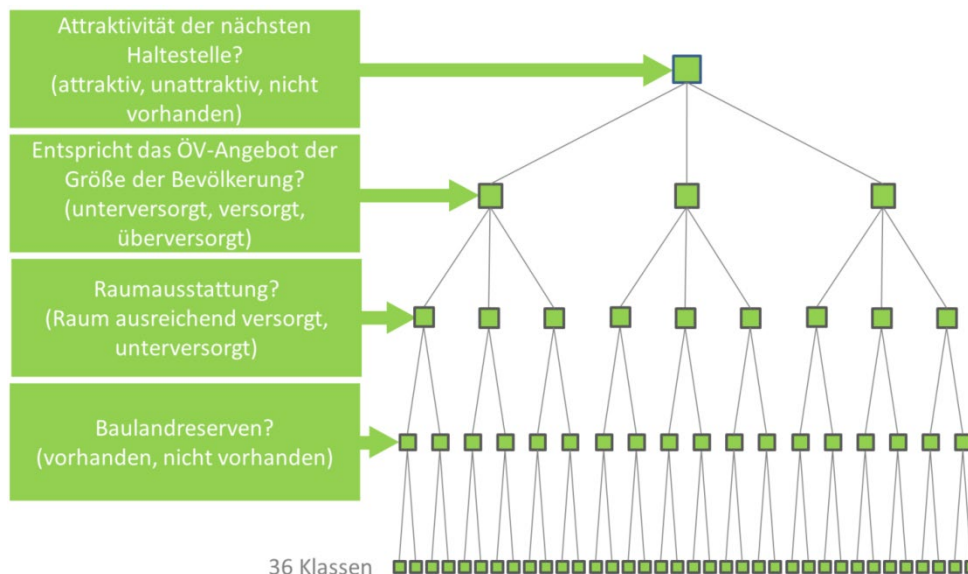 Attraktivität der nächsten
Haltestelle?
(attraktiv, unattraktiv, nicht
vorhanden)
Entspricht das ÖV-Angebot der
Größe der Bevölkerung?
(unterversorgt, versorgt,
überversorgt)
Raumausstattung?
(Raum ausreichend versorgt,
unterversorgt)
Baulandreserven?
(vorhanden, nicht vorhanden)
36 Klassen